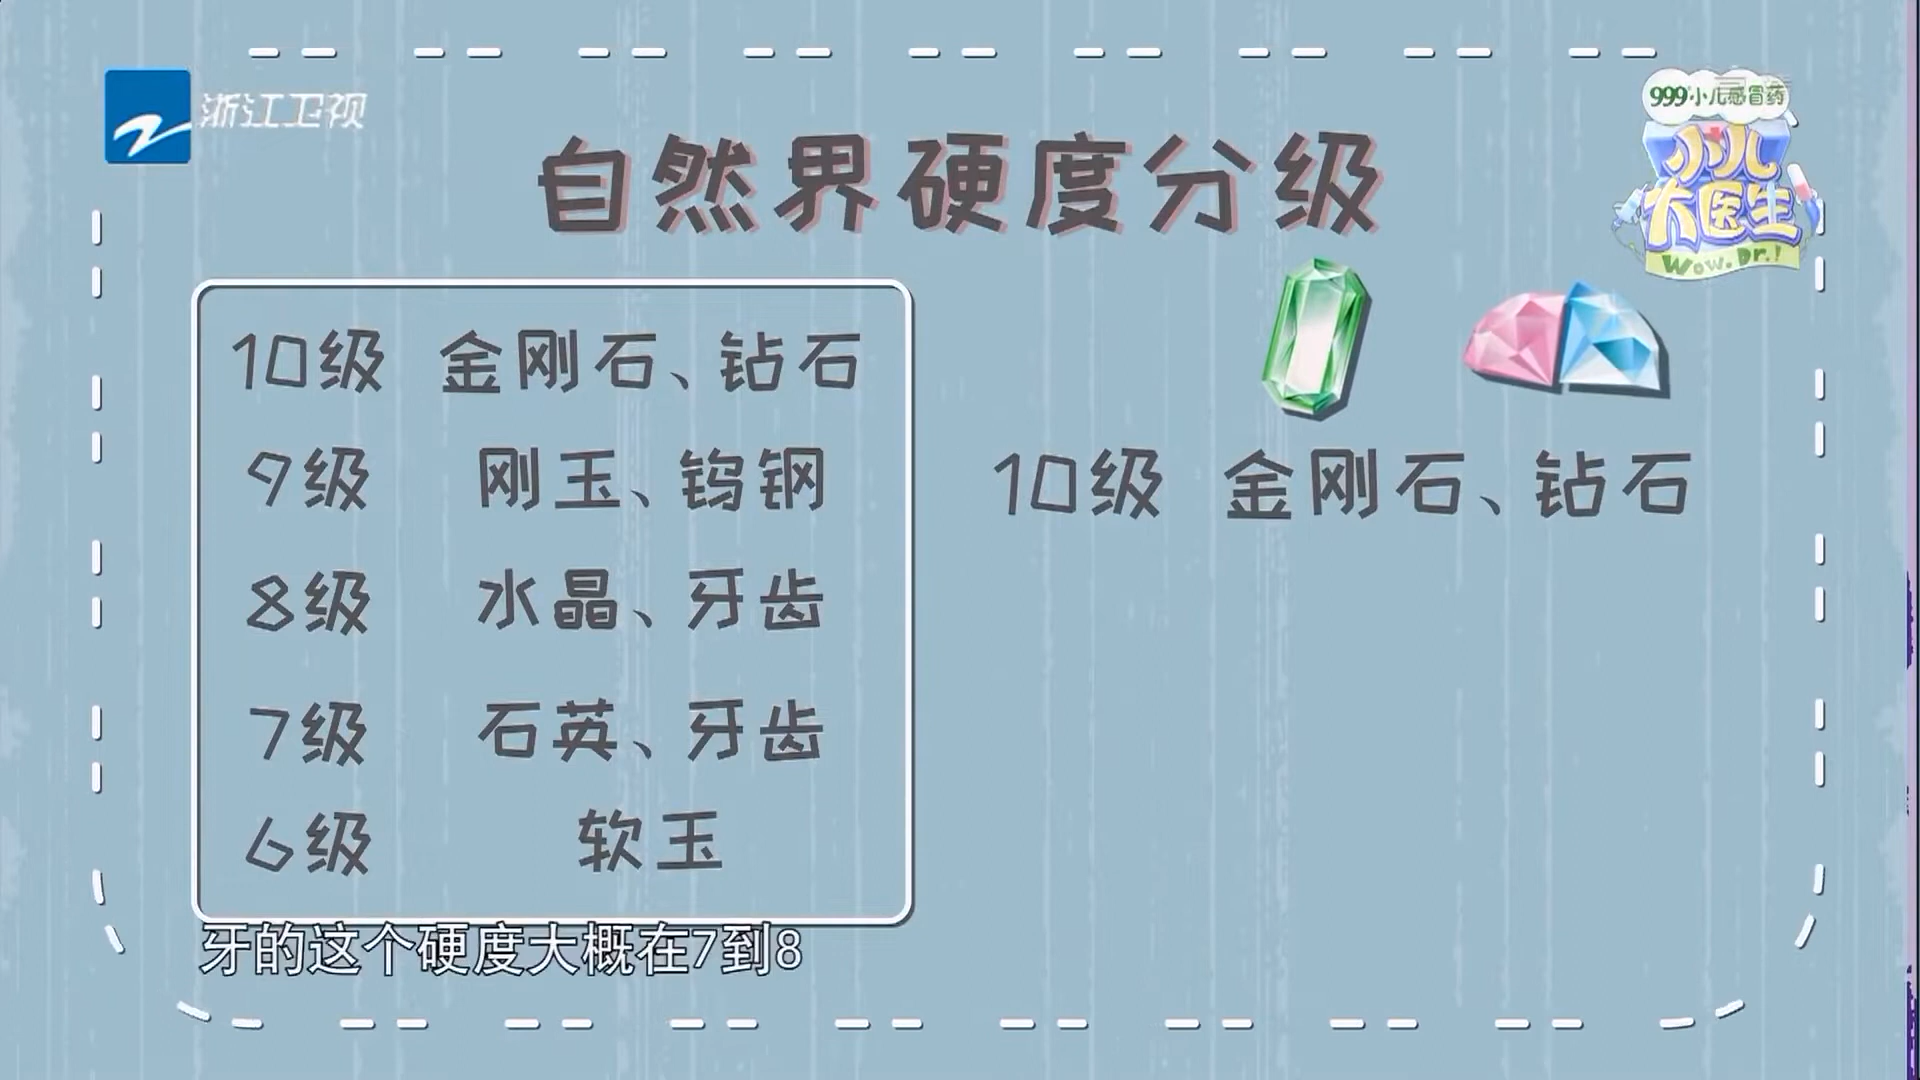 浙江卫视
999小儿感冒药
小儿
大医生
Wow.Dr.!
自然界硬度分级
10级 金刚石、钻石
9级 刚玉、钨钢
8级 水晶、牙齿
7级 石英、牙齿
6级 软玉
10级 金刚石、钻石
牙的这个硬度大概在7到8